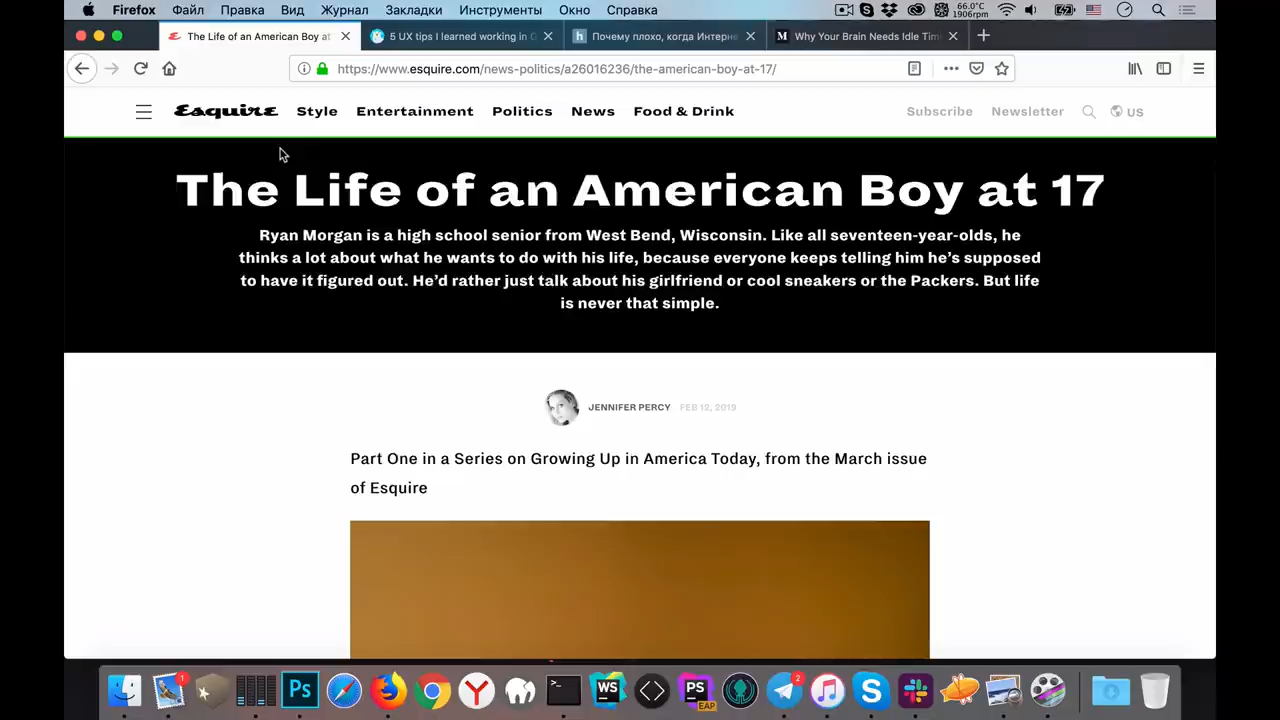 Firefox Файл Правка Вид Журнал Закладки Инструменты Окно Справка 66.0°C 1906rpm
The Life of an American Boy at
5 UX tips I learned working in
Почему плохо, когда Интерне
Why Your Brain Needs Idle Tim
https://www.esquire.com/news-politics/a26016236/the-american-boy-at-17/
Esquire Style Entertainment Politics News Food & Drink Subscribe Newsletter US
The Life of an American Boy at 17
Ryan Morgan is a high school senior from West Bend, Wisconsin. Like all seventeen-year-olds, he
thinks a lot about what he wants to do with his life, because everyone keeps telling him he's supposed
to have it figured out. He'd rather just talk about his girlfriend or cool sneakers or the Packers. But life
is never that simple.
JENNIFER PERCY FEB 12, 2019
Part One in a Series on Growing Up in America Today, from the March issue
of Esquire
1
Ps
WS
PS
EAP
2